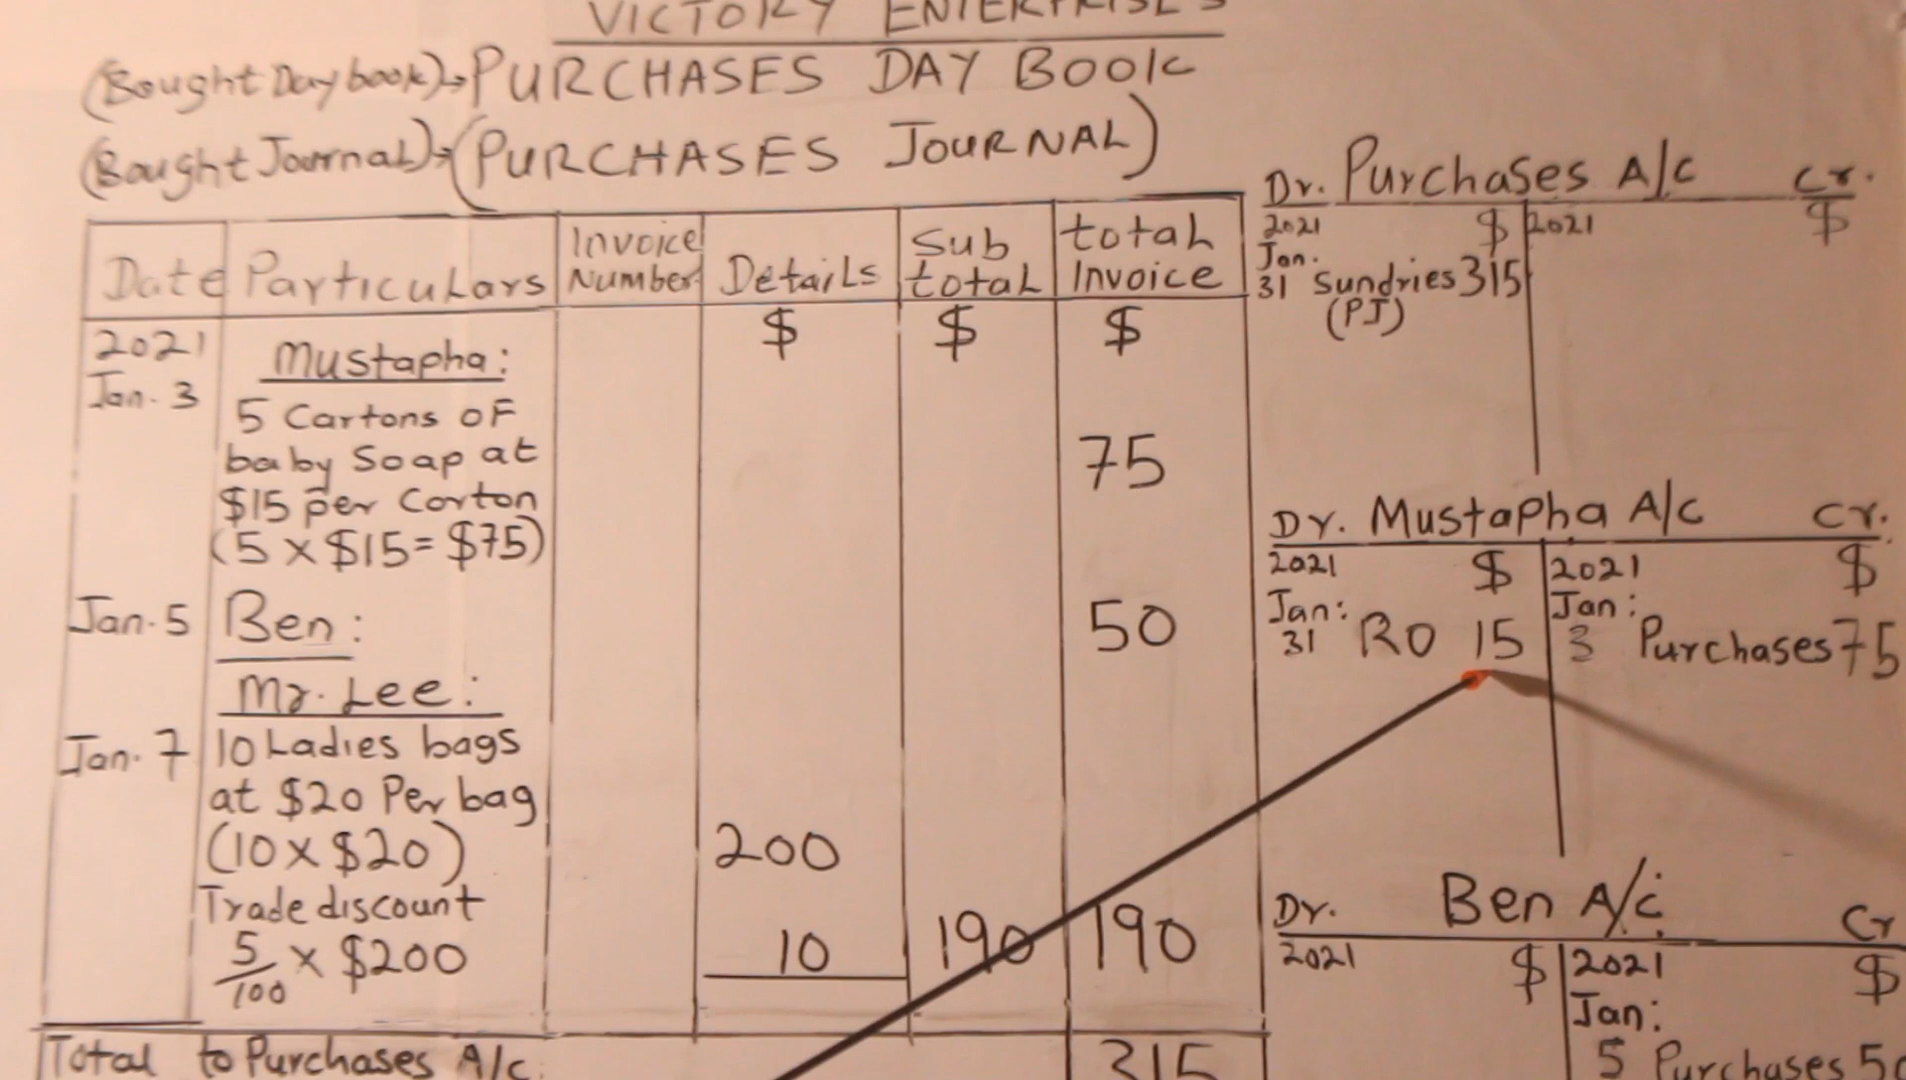 VICTORY ENTERPRISES
(Bought Day book)→PURCHASES DAY BOOK
(Bought Journal)→(PURCHASES JOURNAL)
Date Particulars Invoice Number Details Sub total total Invoice
$ $ $
2021
Jan. 3 Mustapha:
5 Cartons of
baby Soap at
$15 per Corton
(5 x $15 = $75) 75
Jan. 5 Ben: 50
Mr. Lee:
Jan. 7 10 Ladies bags
at $20 Per bag
(10 x $20) 200
Trade discount
5/100 x $200 10 190 190
Total to Purchases A/c 315
Dr. Purchases A/c Cr.
2021 $ 2021 $
Jan.
31 Sundries 315
(PJ)
Dr. Mustapha A/c Cr.
2021 $ 2021 $
Jan: Jan:
31 RO 15 3 Purchases 75
Dr. Ben A/c Cr
2021 $ 2021 $
Jan:
5 Purchases 50